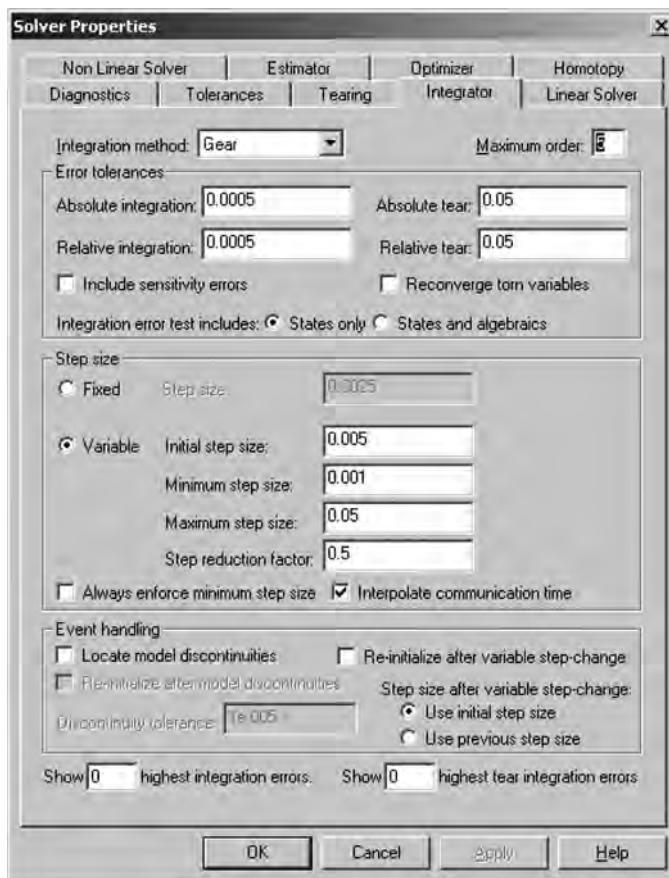 Solver Properties
Non Linear Solver Estimator Optimizer Homotopy
Diagnostics Tolerances Tearing Integrator Linear Solver
Integration method: Gear Maximum order:
Error tolerances
Absolute integration: 0.0005 Absolute tear: 0.05
Relative integration: 0.0005 Relative tear: 0.05
Include sensitivity errors Reconverge torn variables
Integration error test includes: States only States and algebraics
Step size
Fixed Step size: 0.0025
Variable Initial step size: 0.005
Minimum step size: 0.001
Maximum step size: 0.05
Step reduction factor: 0.5
Always enforce minimum step size Interpolate communication time
Event handling
Locate model discontinuities Re-initialize after variable step-change
Re-initialize after model discontinuities Step size after variable step-change:
Discontinuity tolerance: 1e-005 Use initial step size
Use previous step size
Show 0 highest integration errors. Show 0 highest tear integration errors
OK Cancel Apply Help